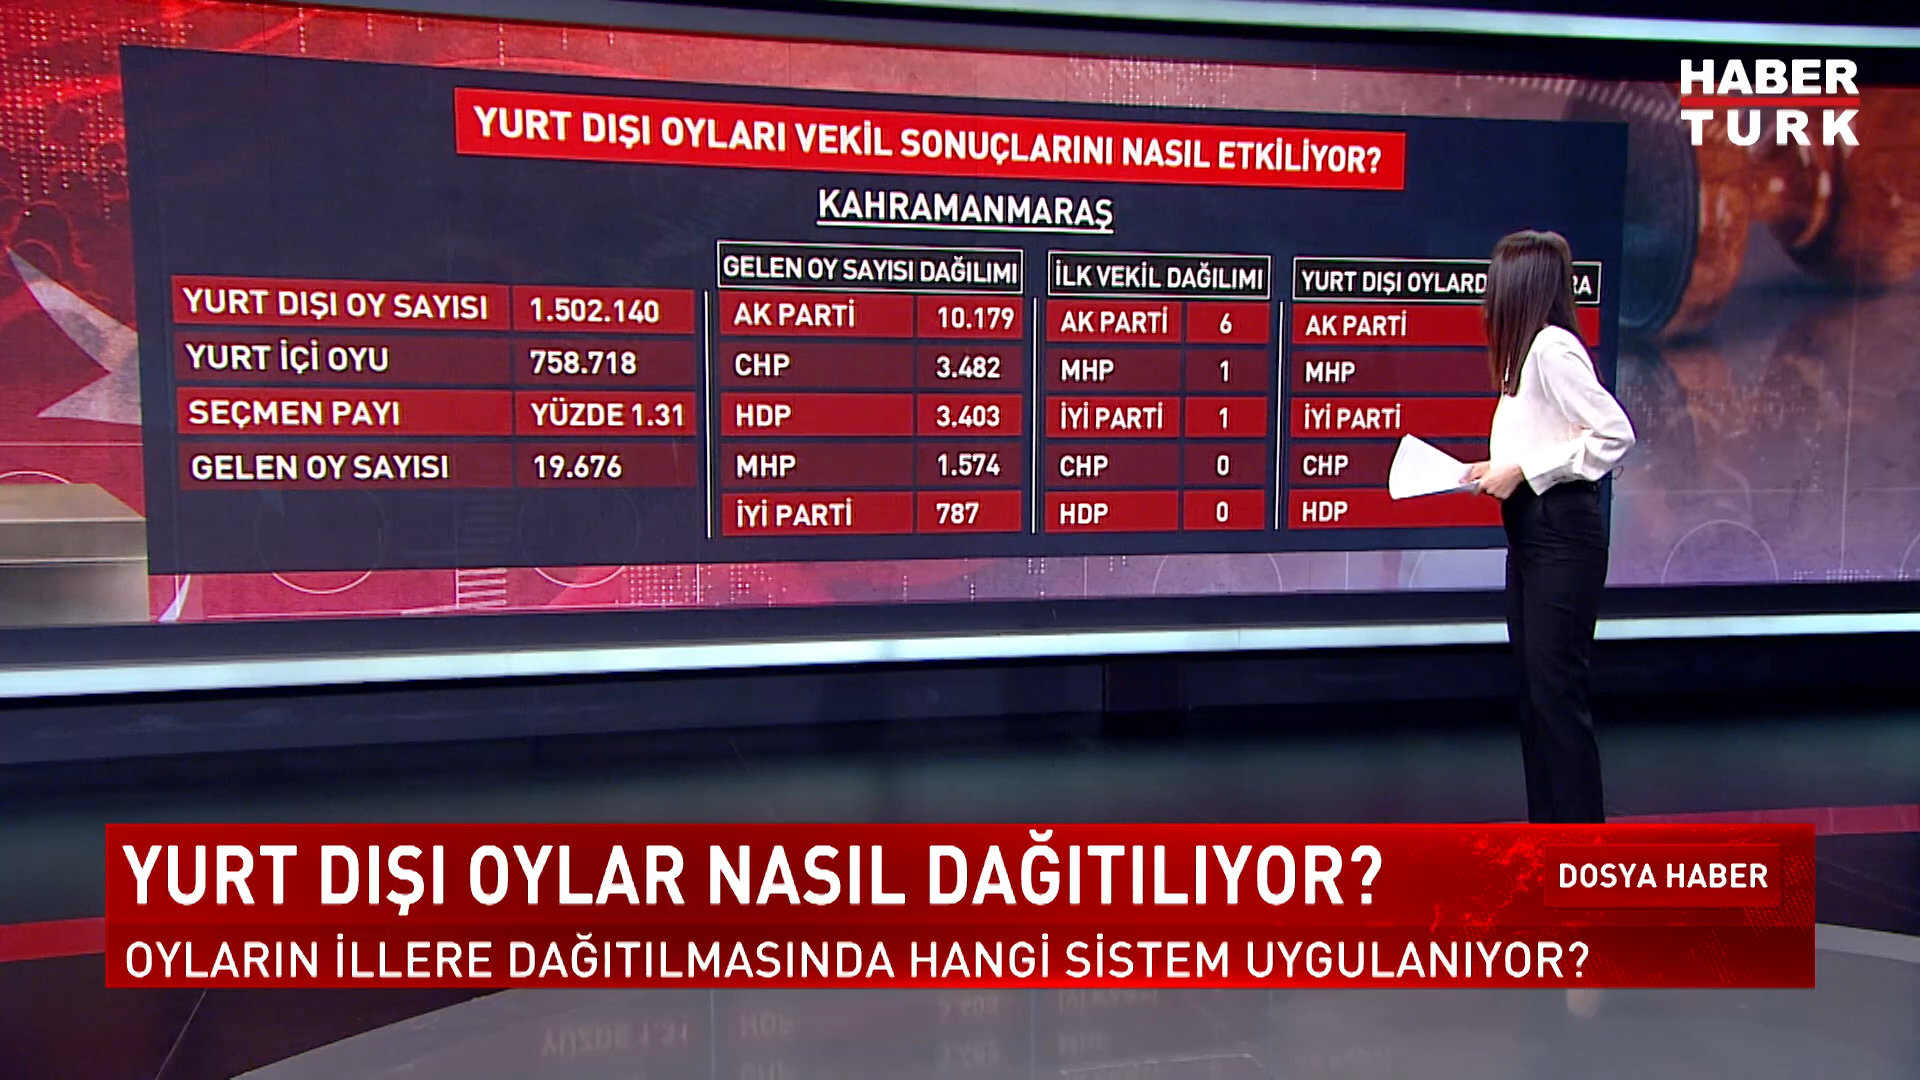 HABER
TURK
YURT DIŞI OYLARI VEKİL SONUÇLARINI NASIL ETKİLİYOR?
KAHRAMANMARAŞ
YURT DIŞI OY SAYISI 1.502.140
YURT İÇİ OYU 758.718
SEÇMEN PAYI YÜZDE 1.31
GELEN OY SAYISI 19.676
GELEN OY SAYISI DAĞILIMI
AK PARTİ 10.179
CHP 3.482
HDP 3.403
MHP 1.574
İYİ PARTİ 787
İLK VEKİL DAĞILIMI
AK PARTİ 6
MHP 1
İYİ PARTİ 1
CHP 0
HDP 0
YURT DIŞI
AK PARTİ
MHP
İYİ PARTİ
CHP
HDP
YURT DIŞI OYLAR NASIL DAĞITILIYOR?
DOSYA HABER
OYLARIN İLLERE DAĞITILMASINDA HANGİ SİSTEM UYGULANIYOR?